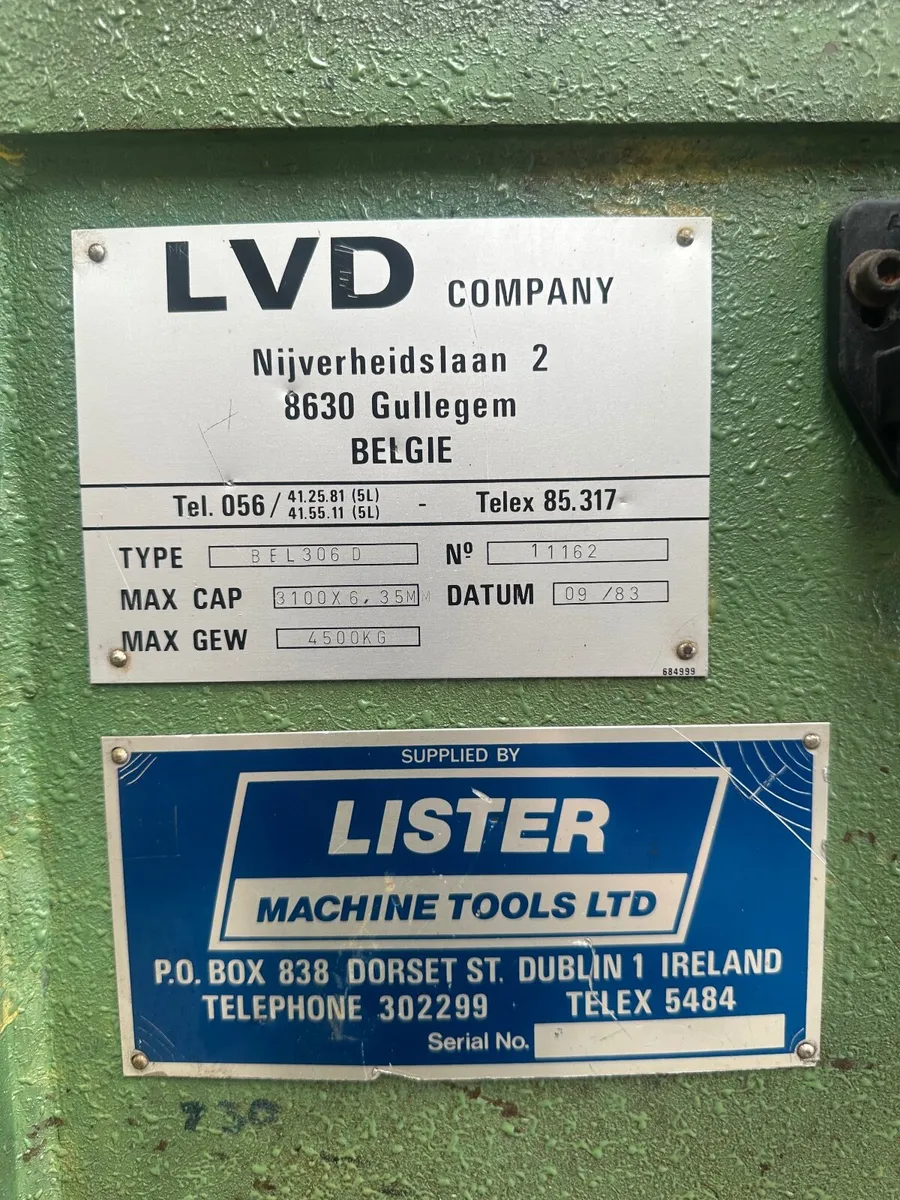 LVD COMPANY
Nijverheidslaan 2
8630 Gullegem
BELGIE
Tel. 056/ 41.25.81 (5L) - Telex 85.317
41.55.11 (5L)
TYPE BEL306D Nº 11162
MAX CAP 3100X6,35MM DATUM 09/83
MAX GEW 4500KG
684999
SUPPLIED BY
LISTER
MACHINE TOOLS LTD
P.O. BOX 838 DORSET ST. DUBLIN 1 IRELAND
TELEPHONE 302299 TELEX 5484
Serial No.
730